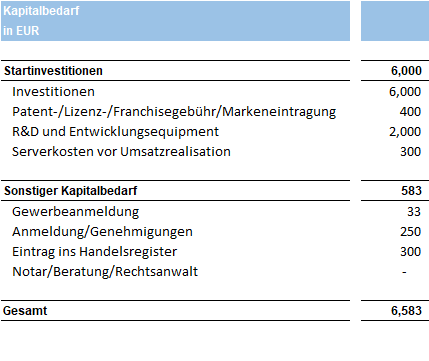 Kapitalbedarf
in EUR
Startinvestitionen 6,000
Investitionen 6,000
Patent-/Lizenz-/Franchisegebühr/Markeneintragung 400
R&D und Entwicklungsequipment 2,000
Serverkosten vor Umsatzrealisation 300
Sonstiger Kapitalbedarf 583
Gewerbeanmeldung 33
Anmeldung/Genehmigungen 250
Eintrag ins Handelsregister 300
Notar/Beratung/Rechtsanwalt -
Gesamt 6,583